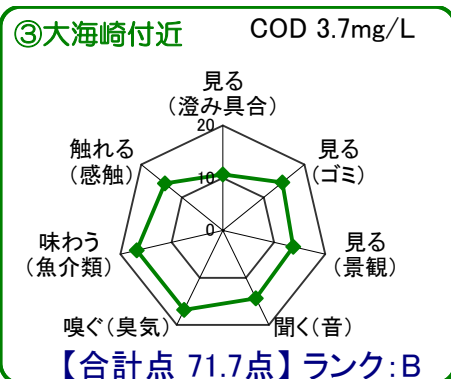 ③大海崎付近 COD 3.7mg/L
見る
(澄み具合)
20
触れる
(感触)
見る
(ゴミ)
10
味わう
(魚介類)
0
見る
(景観)
嗅ぐ(臭気)
聞く(音)
【合計点 71.7点】ランク:B